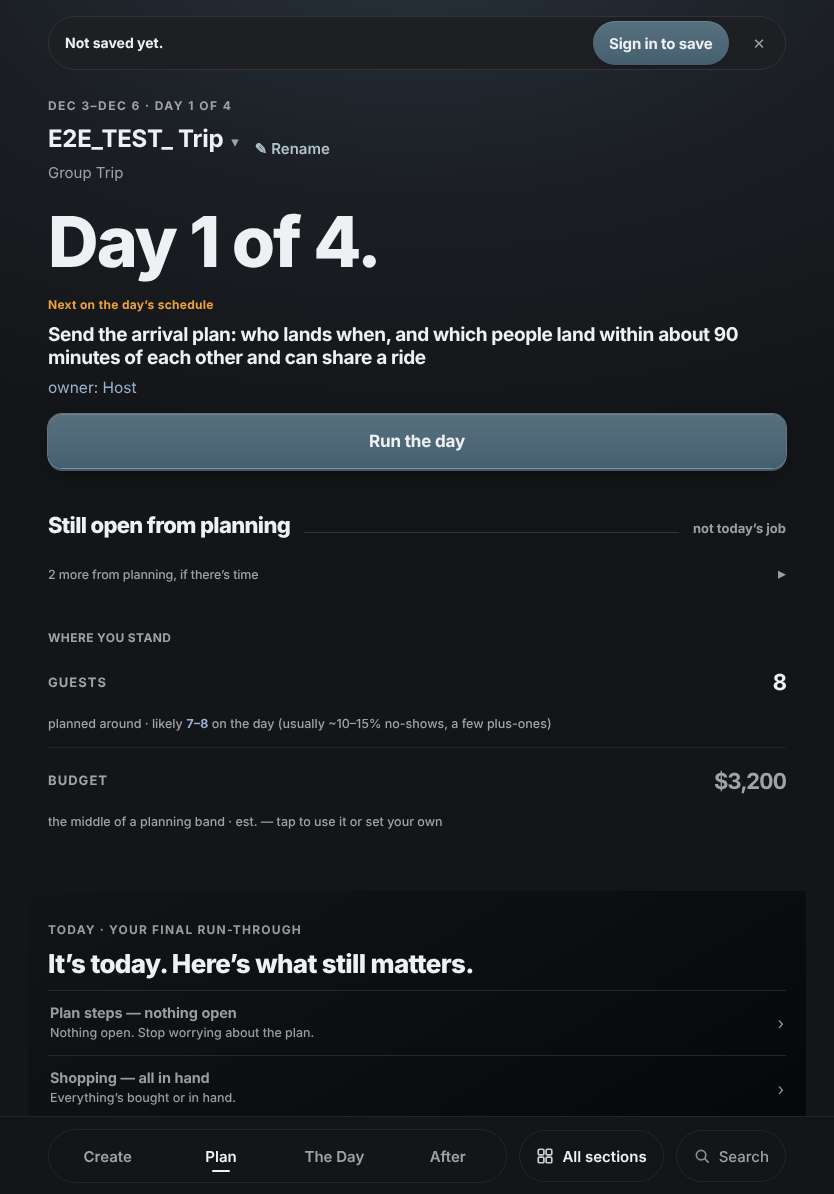 Not saved yet.
Sign in to save
×
DEC 3–DEC 6 · DAY 1 OF 4
E2E_TEST_ Trip ▾
✎ Rename
Group Trip
Day 1 of 4.
Next on the day’s schedule
Send the arrival plan: who lands when, and which people land within about 90
minutes of each other and can share a ride
owner: Host
Run the day
Still open from planning
not today’s job
2 more from planning, if there’s time
▶
WHERE YOU STAND
GUESTS
8
planned around · likely 7–8 on the day (usually ~10–15% no-shows, a few plus-ones)
BUDGET
$3,200
the middle of a planning band · est. — tap to use it or set your own
TODAY · YOUR FINAL RUN-THROUGH
It’s today. Here’s what still matters.
Plan steps — nothing open
Nothing open. Stop worrying about the plan.
›
Shopping — all in hand
Everything’s bought or in hand.
›
Create
Plan
The Day
After
All sections
Search